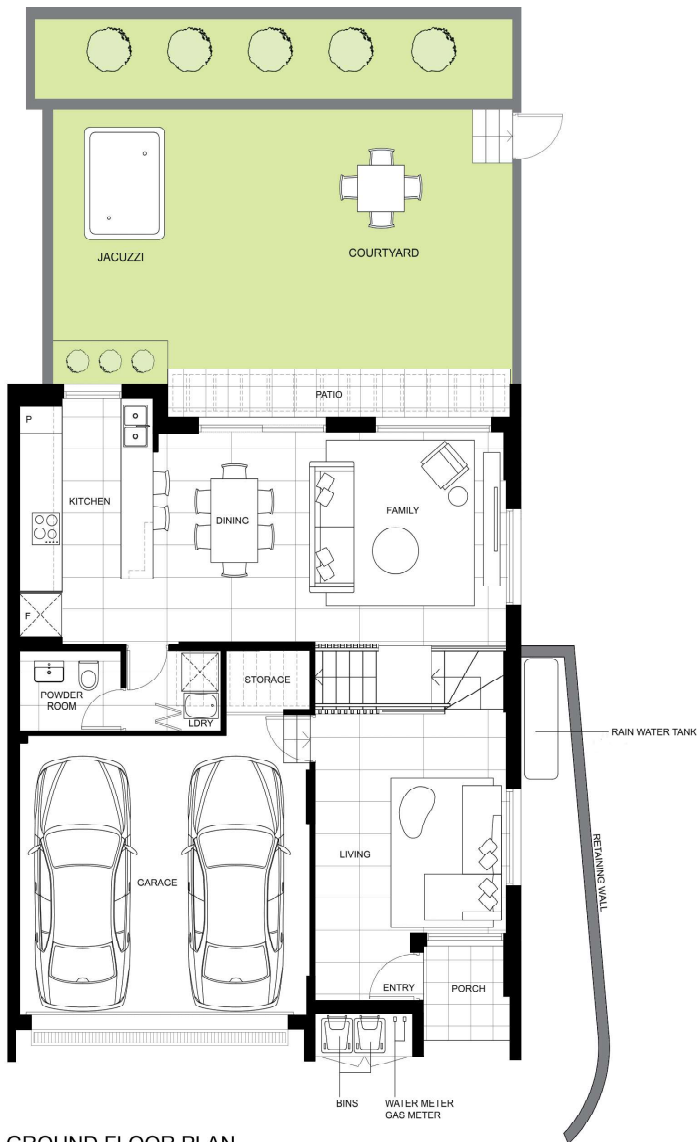 JACUZZI
COURTYARD
PATIO
P
KITCHEN
DINING
FAMILY
F
POWDER
ROOM
LDRY
STORAGE
RAIN WATER TANK
RETAINING WALL
LIVING
GARAGE
ENTRY
PORCH
BINS
WATER METER
GAS METER
GROUND FLOOR PLAN